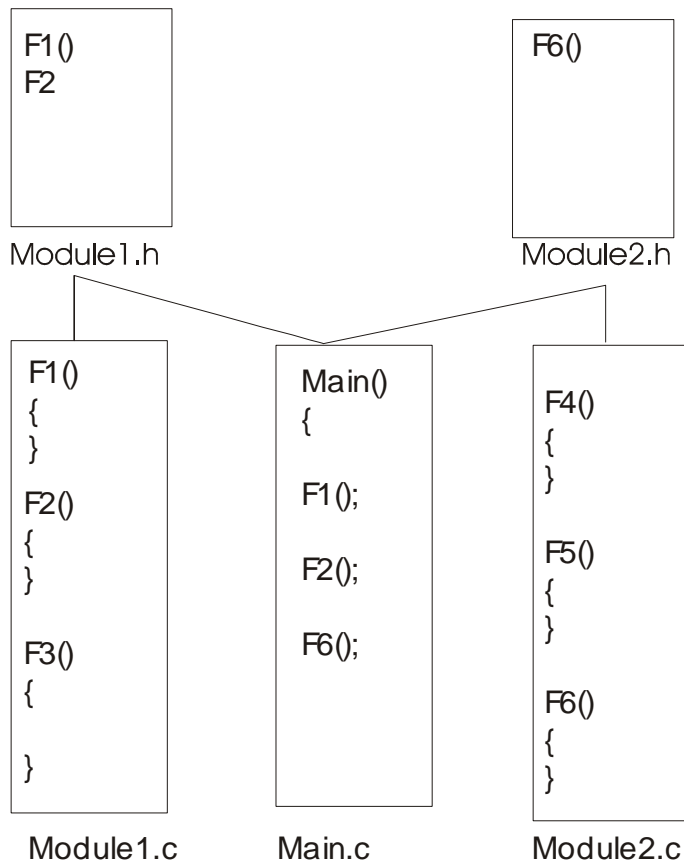 F1()
F2
Module1.h
F6()
Module2.h
F1()
{
}
F2()
{
}
F3()
{
}
Module1.c
Main()
{
F1();
F2();
F6();
Main.c
F4()
{
}
F5()
{
}
F6()
{
}
Module2.c